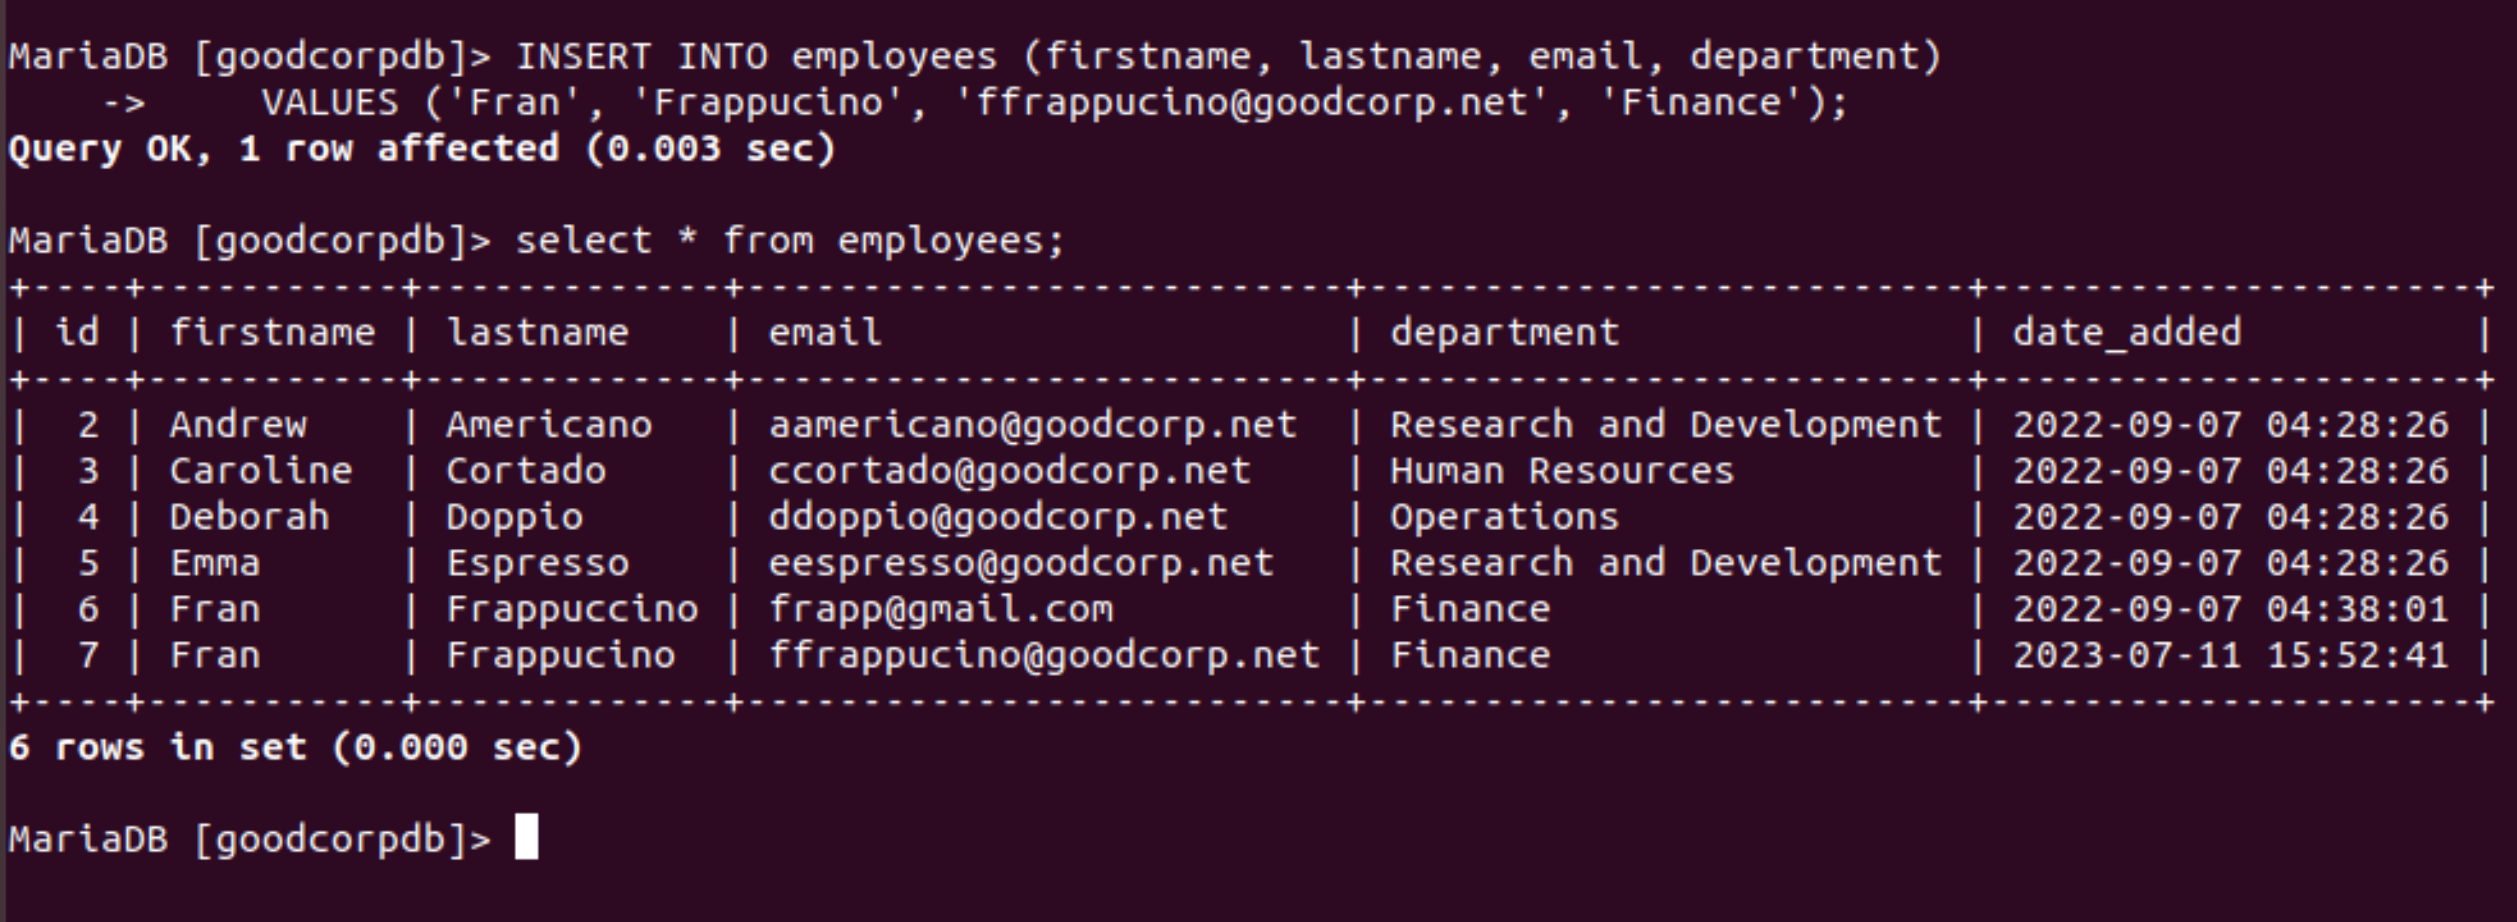 MariaDB [goodcorpdb]> INSERT INTO employees (firstname, lastname, email, department)
    ->     VALUES ('Fran', 'Frappucino', 'ffrappucino@goodcorp.net', 'Finance');
Query OK, 1 row affected (0.003 sec)

MariaDB [goodcorpdb]> select * from employees;
+----+-----------+-------------+--------------------------+--------------------------+---------------------+
| id | firstname | lastname    | email                    | department               | date_added          |
+----+-----------+-------------+--------------------------+--------------------------+---------------------+
|  2 | Andrew    | Americano   | aamericano@goodcorp.net  | Research and Development | 2022-09-07 04:28:26 |
|  3 | Caroline  | Cortado     | ccortado@goodcorp.net    | Human Resources          | 2022-09-07 04:28:26 |
|  4 | Deborah   | Doppio      | ddoppio@goodcorp.net     | Operations               | 2022-09-07 04:28:26 |
|  5 | Emma      | Espresso    | eespresso@goodcorp.net   | Research and Development | 2022-09-07 04:28:26 |
|  6 | Fran      | Frappuccino | frapp@gmail.com          | Finance                  | 2022-09-07 04:38:01 |
|  7 | Fran      | Frappucino  | ffrappucino@goodcorp.net | Finance                  | 2023-07-11 15:52:41 |
+----+-----------+-------------+--------------------------+--------------------------+---------------------+
6 rows in set (0.000 sec)

MariaDB [goodcorpdb]>